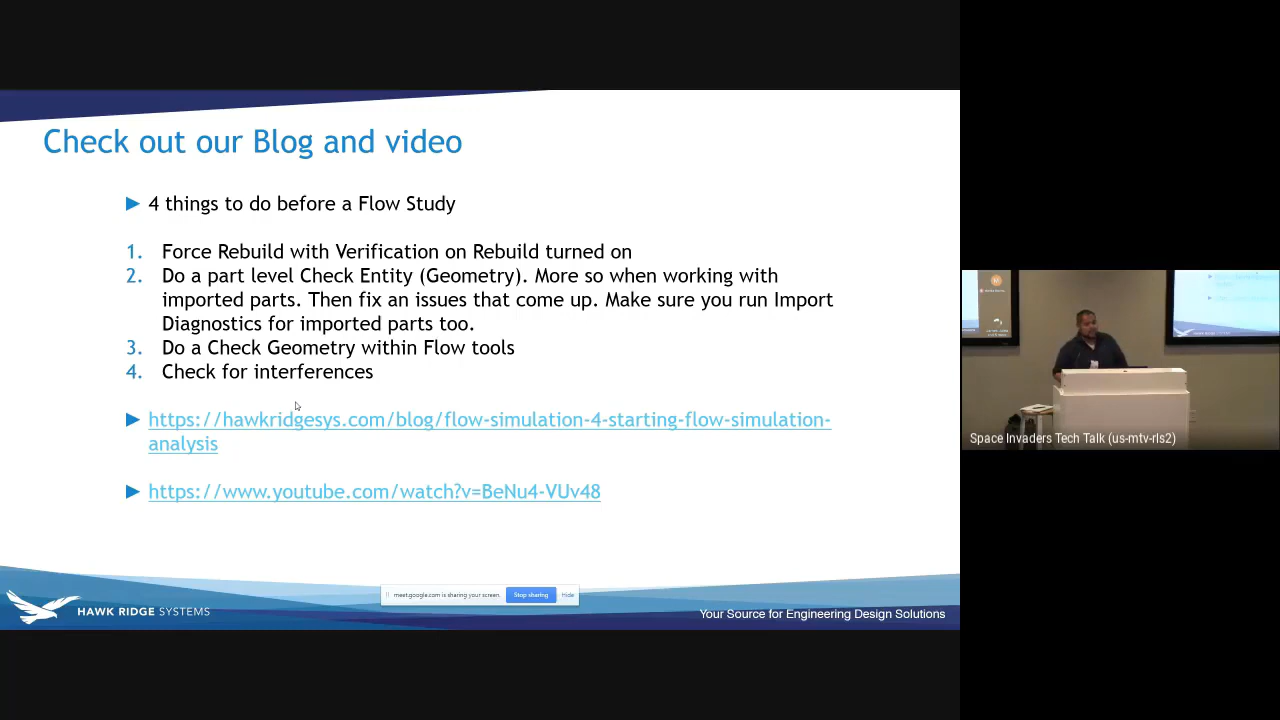 Check out our Blog and video
4 things to do before a Flow Study
1. Force Rebuild with Verification on Rebuild turned on
2. Do a part level Check Entity (Geometry). More so when working with
imported parts. Then fix an issues that come up. Make sure you run Import
Diagnostics for imported parts too.
3. Do a Check Geometry within Flow tools
4. Check for interferences
https://hawkridgesys.com/blog/flow-simulation-4-starting-flow-simulation-
analysis
https://www.youtube.com/watch?v=BeNu4-VUv48
meet.google.com is sharing your screen.
Stop sharing
Hide
HAWK RIDGE SYSTEMS
Your Source for Engineering Design Solutions
Space Invaders Tech Talk (us-mtv-rls2)